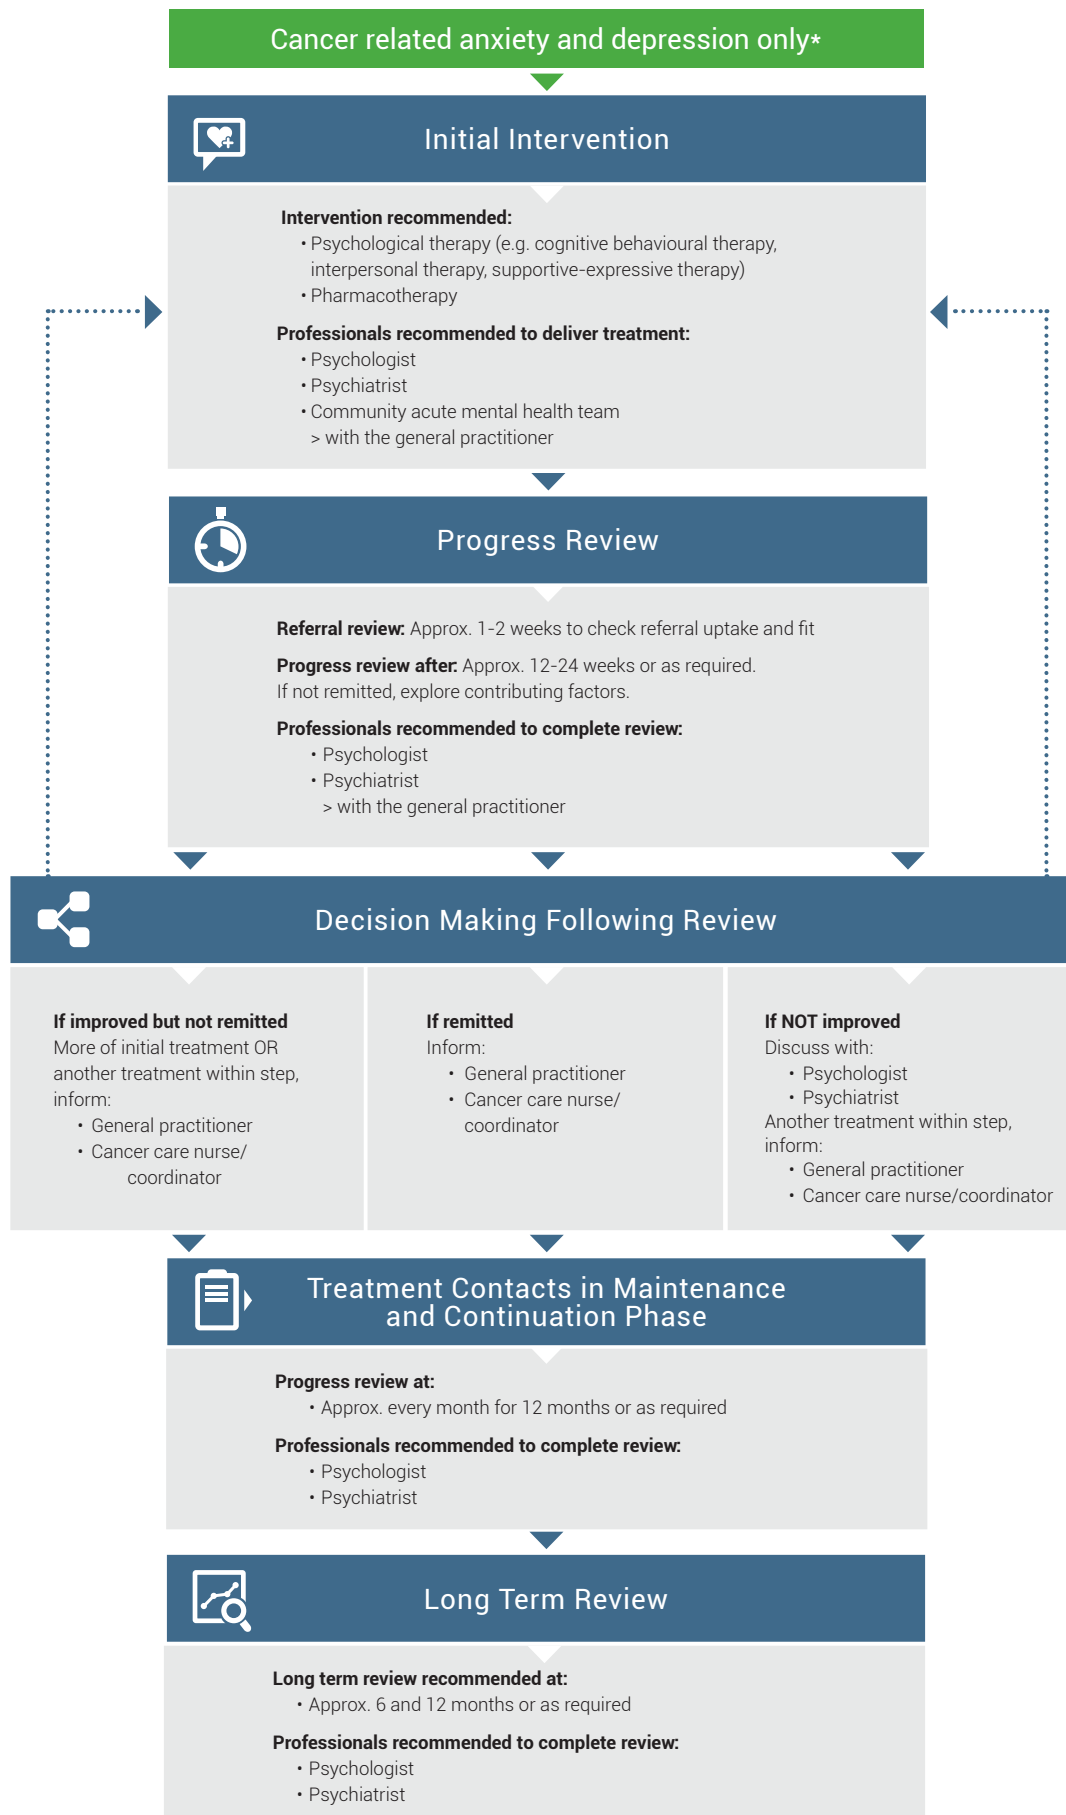 Cancer related anxiety and depression only*
Initial Intervention
Intervention recommended:
• Psychological therapy (e.g. cognitive behavioural therapy,
interpersonal therapy, supportive-expressive therapy)
• Pharmacotherapy
Professionals recommended to deliver treatment:
• Psychologist
• Psychiatrist
• Community acute mental health team
> with the general practitioner
Progress Review
Referral review: Approx. 1-2 weeks to check referral uptake and fit
Progress review after: Approx. 12-24 weeks or as required.
If not remitted, explore contributing factors.
Professionals recommended to complete review:
• Psychologist
• Psychiatrist
> with the general practitioner
Decision Making Following Review
If improved but not remitted
More of initial treatment OR
another treatment within step,
inform:
• General practitioner
• Cancer care nurse/
coordinator
If remitted
Inform:
• General practitioner
• Cancer care nurse/
coordinator
If NOT improved
Discuss with:
• Psychologist
• Psychiatrist
Another treatment within step,
inform:
• General practitioner
• Cancer care nurse/coordinator
Treatment Contacts in Maintenance
and Continuation Phase
Progress review at:
• Approx. every month for 12 months or as required
Professionals recommended to complete review:
• Psychologist
• Psychiatrist
Long Term Review
Long term review recommended at:
• Approx. 6 and 12 months or as required
Professionals recommended to complete review:
• Psychologist
• Psychiatrist